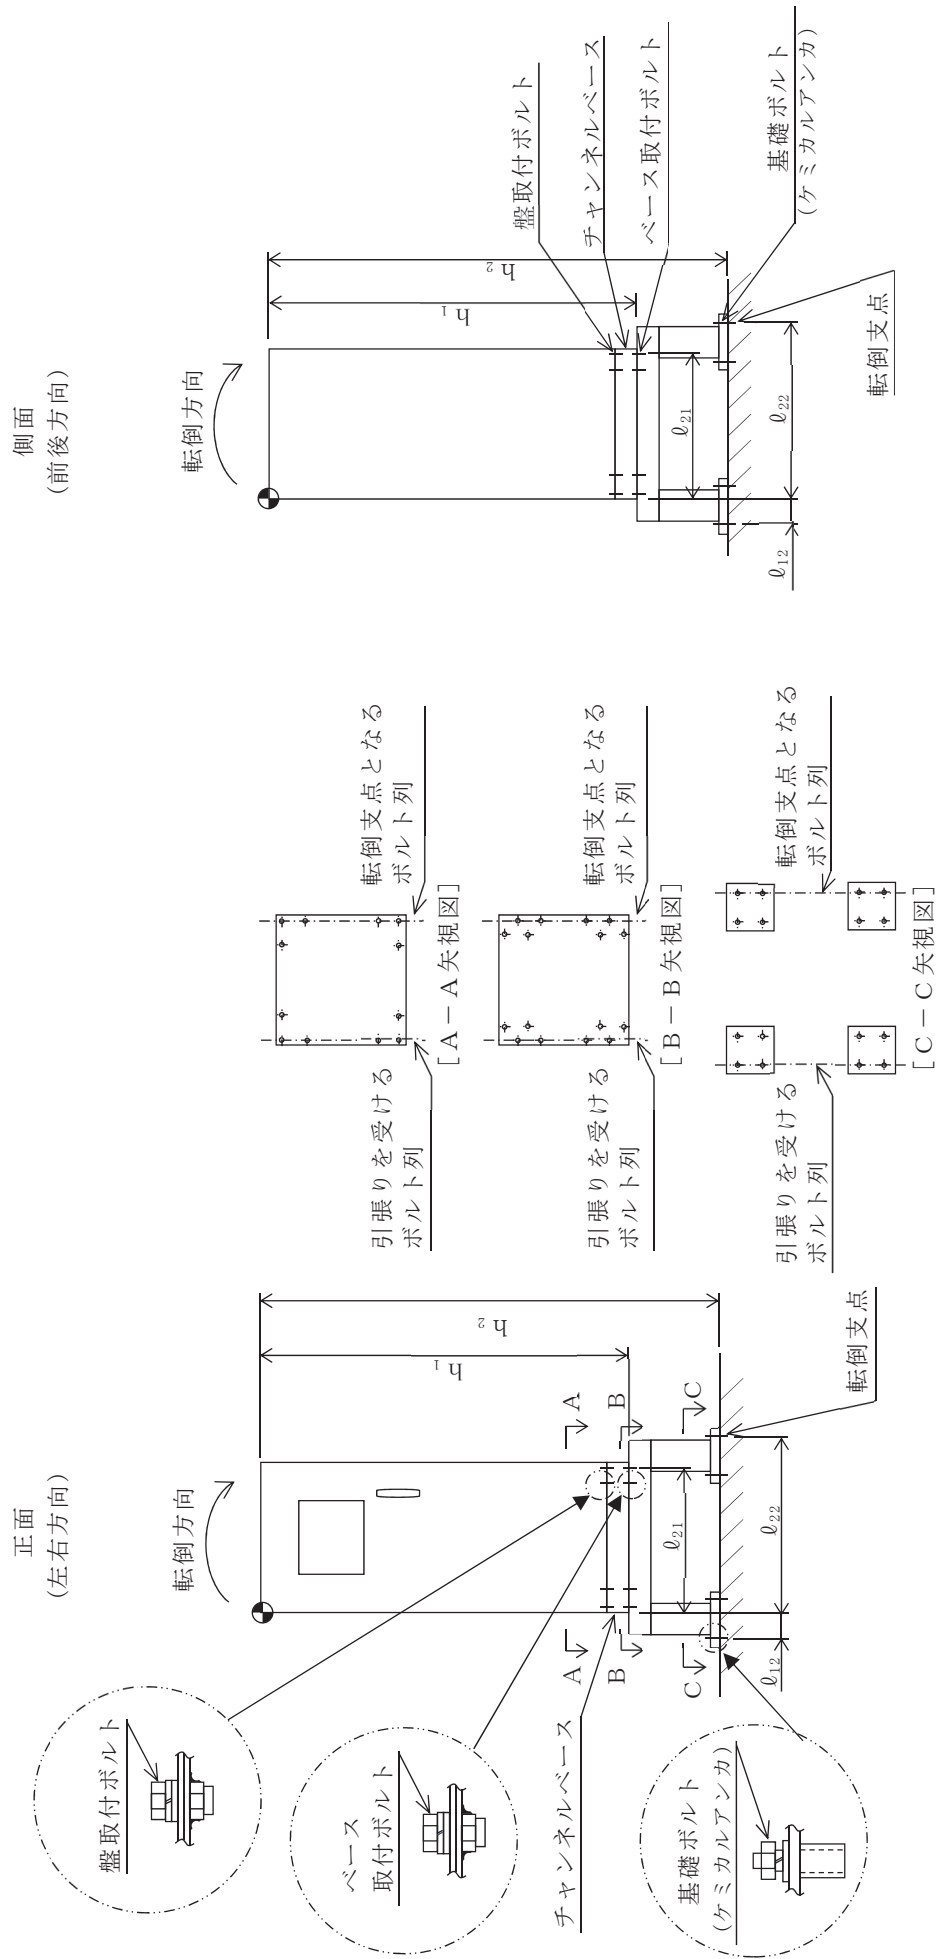 正面
(左右方向)
転倒方向
h₁
h₂
A
A
B
B
C
C
ℓ₂₁
ℓ₂₂
ℓ₁₂
転倒支点
盤取付ボルト
ベース
取付ボルト
チャンネルベース
基礎ボルト
(ケミカルアンカ)
引張りを受ける
ボルト列
転倒支点となる
ボルト列
[A-A矢視図]
引張りを受ける
ボルト列
転倒支点となる
ボルト列
[B-B矢視図]
引張りを受ける
ボルト列
転倒支点となる
ボルト列
[C-C矢視図]
側面
(前後方向)
転倒方向
h₁
h₂
盤取付ボルト
チャンネルベース
ベース取付ボルト
基礎ボルト
(ケミカルアンカ)
ℓ₂₁
ℓ₂₂
ℓ₁₂
転倒支点